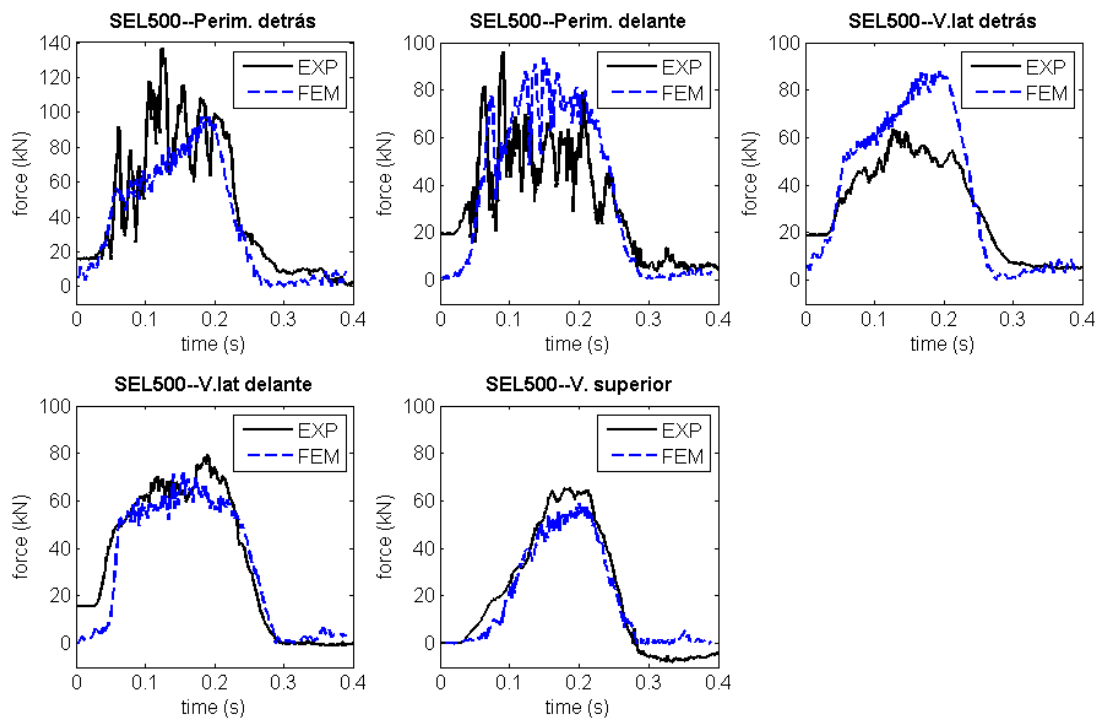 SEL500--Perim. detrás
SEL500--Perim. delante
SEL500--V.lat detrás
140
120
100
80
60
40
20
0
force (kN)
EXP
FEM
0 0.1 0.2 0.3 0.4
time (s)
100
80
60
40
20
0
force (kN)
EXP
FEM
0 0.1 0.2 0.3 0.4
time (s)
100
80
60
40
20
0
force (kN)
EXP
FEM
0 0.1 0.2 0.3 0.4
time (s)
SEL500--V.lat delante
SEL500--V. superior
100
80
60
40
20
0
force (kN)
EXP
FEM
0 0.1 0.2 0.3 0.4
time (s)
100
80
60
40
20
0
force (kN)
EXP
FEM
0 0.1 0.2 0.3 0.4
time (s)